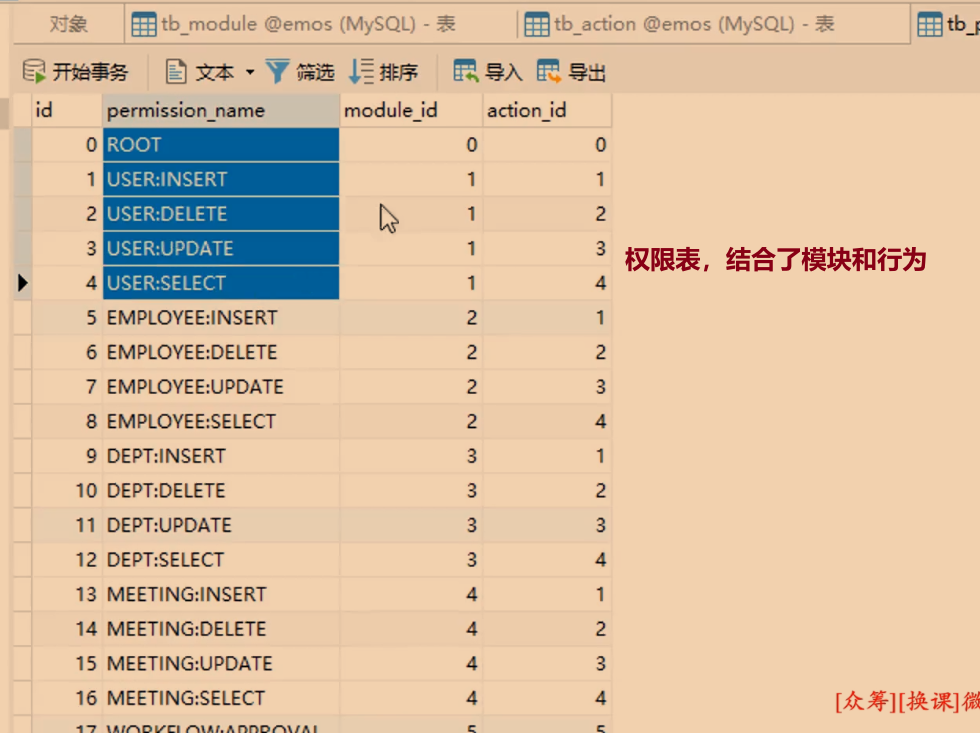 对象 tb_module @emos (MySQL) - 表 tb_action @emos (MySQL) - 表 tb_p
开始事务 文本 筛选 排序 导入 导出
id permission_name module_id action_id
0 ROOT 0 0
1 USER:INSERT 1 1
2 USER:DELETE 1 2
3 USER:UPDATE 1 3
权限表，结合了模块和行为
4 USER:SELECT 1 4
5 EMPLOYEE:INSERT 2 1
6 EMPLOYEE:DELETE 2 2
7 EMPLOYEE:UPDATE 2 3
8 EMPLOYEE:SELECT 2 4
9 DEPT:INSERT 3 1
10 DEPT:DELETE 3 2
11 DEPT:UPDATE 3 3
12 DEPT:SELECT 3 4
13 MEETING:INSERT 4 1
14 MEETING:DELETE 4 2
15 MEETING:UPDATE 4 3
16 MEETING:SELECT 4 4
[众筹][换课]微
17 WORKFLOW:APPROVAL 5 5